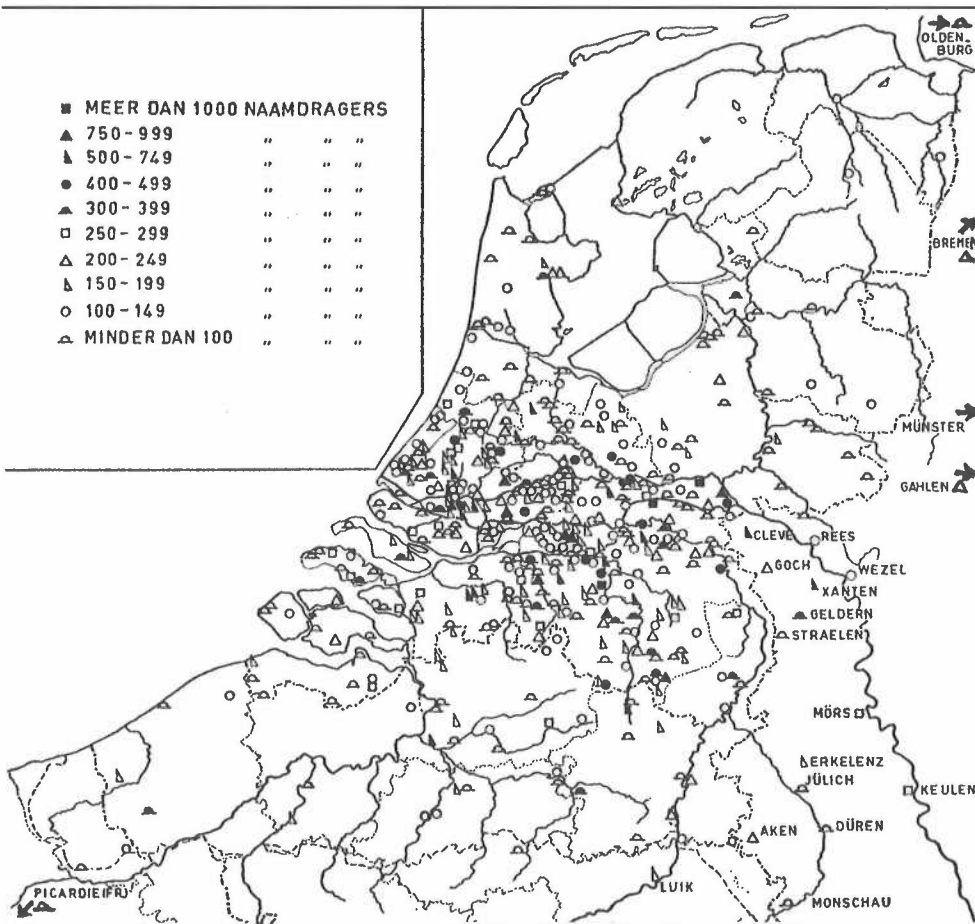 MEER DAN 1000 NAAMDRAGERS
750-999 " " "
500-749 " " "
400-499 " " "
300-399 " " "
250-299 " " "
200-249 " " "
150-199 " " "
100-149 " " "
MINDER DAN 100 " " "
OLDEN-
BURG
BREMEN
MÜNSTER
GAHLEN
CLEVE
REES
GOCH
WEZEL
XANTEN
GELDERN
STRAELEN
MÖRS
ERKELENZ
JÜLICH
KEULEN
AKEN
DÜREN
LUIK
MONSCHAU
PICARDIE(FR)